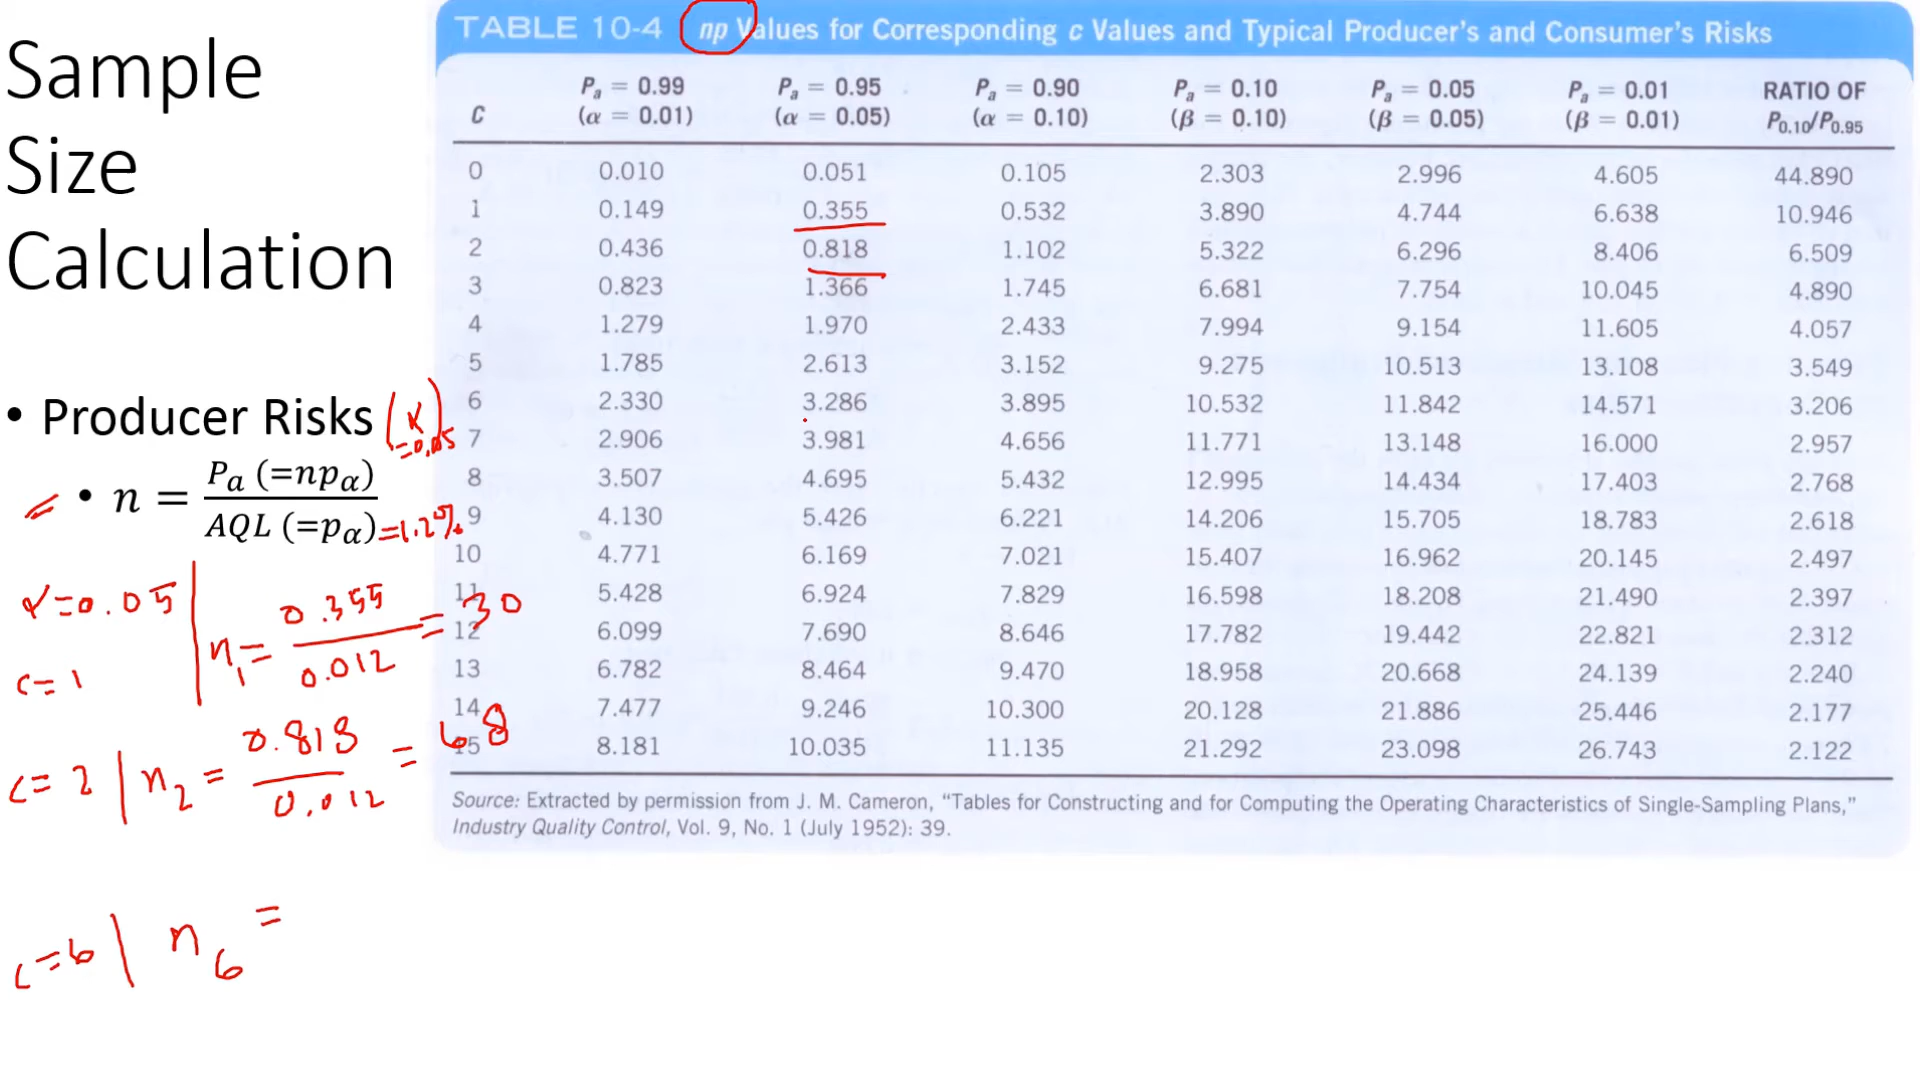 Sample
Size
Calculation
• Producer Risks (α
=0.05
• n = Pa (=npα)
AQL (=pα) =1.2%
α=0.05
c=1
n1 = 0.355
0.012
= 30
c=2 | n2 = 0.818
0.012
= 68
c=6 | n6 =
TABLE 10-4 np Values for Corresponding c Values and Typical Producer's and Consumer's Risks
C Pa = 0.99 (α = 0.01) Pa = 0.95 (α = 0.05) Pa = 0.90 (α = 0.10) Pa = 0.10 (β = 0.10) Pa = 0.05 (β = 0.05) Pa = 0.01 (β = 0.01) RATIO OF P0.10/P0.95
0 0.010 0.051 0.105 2.303 2.996 4.605 44.890
1 0.149 0.355 0.532 3.890 4.744 6.638 10.946
2 0.436 0.818 1.102 5.322 6.296 8.406 6.509
3 0.823 1.366 1.745 6.681 7.754 10.045 4.890
4 1.279 1.970 2.433 7.994 9.154 11.605 4.057
5 1.785 2.613 3.152 9.275 10.513 13.108 3.549
6 2.330 3.286 3.895 10.532 11.842 14.571 3.206
7 2.906 3.981 4.656 11.771 13.148 16.000 2.957
8 3.507 4.695 5.432 12.995 14.434 17.403 2.768
9 4.130 5.426 6.221 14.206 15.705 18.783 2.618
10 4.771 6.169 7.021 15.407 16.962 20.145 2.497
11 5.428 6.924 7.829 16.598 18.208 21.490 2.397
12 6.099 7.690 8.646 17.782 19.442 22.821 2.312
13 6.782 8.464 9.470 18.958 20.668 24.139 2.240
14 7.477 9.246 10.300 20.128 21.886 25.446 2.177
15 8.181 10.035 11.135 21.292 23.098 26.743 2.122
Source: Extracted by permission from J. M. Cameron, "Tables for Constructing and for Computing the Operating Characteristics of Single-Sampling Plans,"
Industry Quality Control, Vol. 9, No. 1 (July 1952): 39.